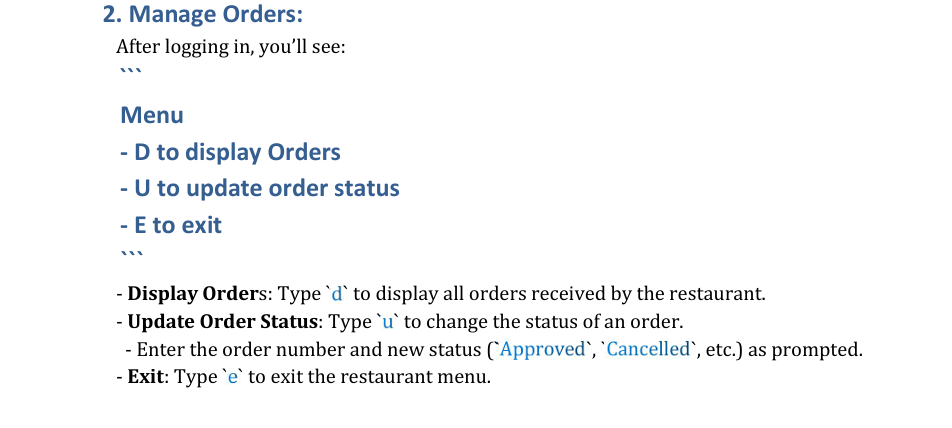 2. Manage Orders:
After logging in, you’ll see:
```
Menu
- D to display Orders
- U to update order status
- E to exit
```
- Display Orders: Type `d` to display all orders received by the restaurant.
- Update Order Status: Type `u` to change the status of an order.
- Enter the order number and new status (`Approved`, `Cancelled`, etc.) as prompted.
- Exit: Type `e` to exit the restaurant menu.